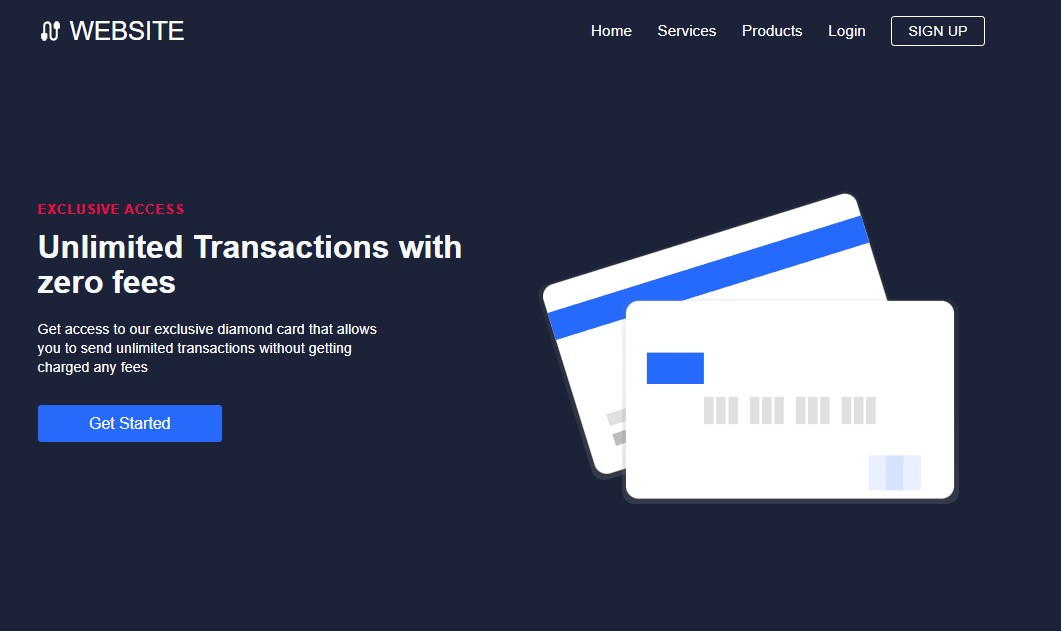 WEBSITE
Home Services Products Login SIGN UP
EXCLUSIVE ACCESS
Unlimited Transactions with
zero fees
Get access to our exclusive diamond card that allows
you to send unlimited transactions without getting
charged any fees
Get Started